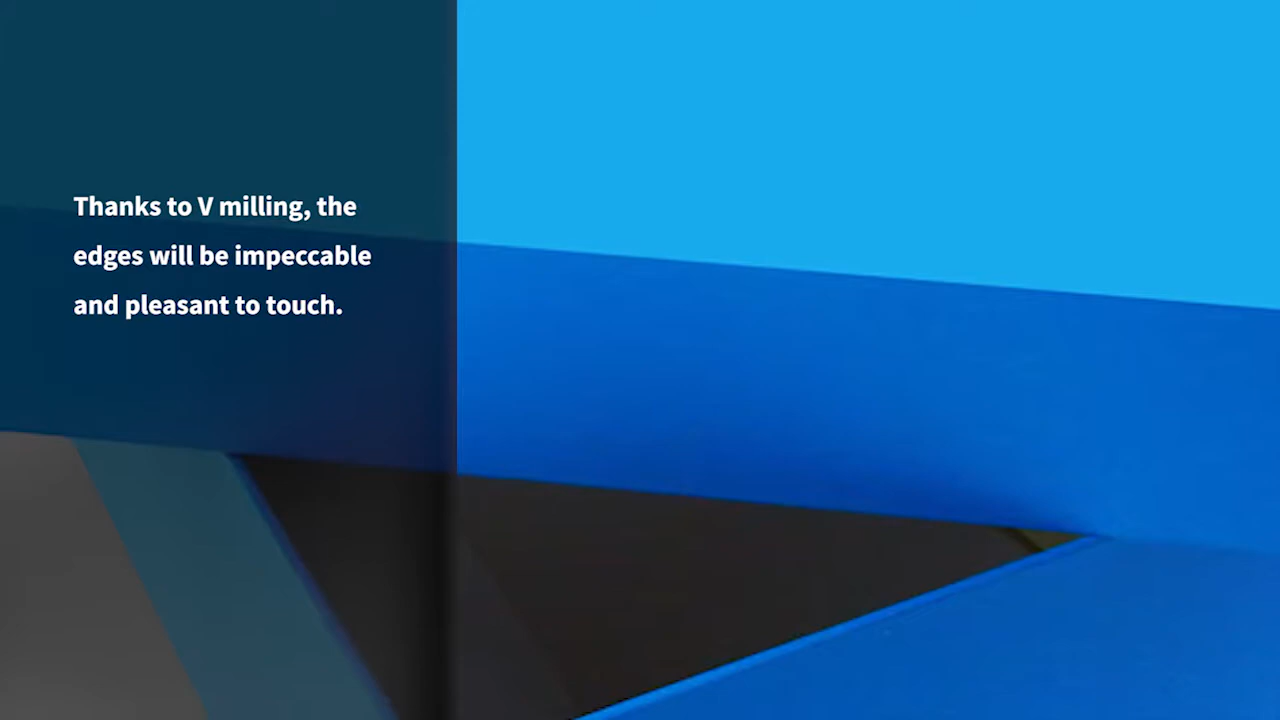 Thanks to V milling, the
edges will be impeccable
and pleasant to touch.